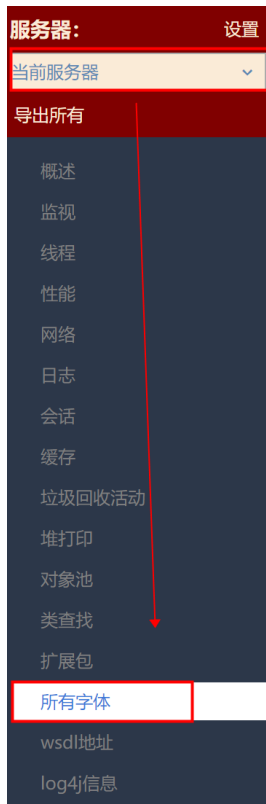 服务器： 设置
当前服务器
导出所有
概述
监视
线程
性能
网络
日志
会话
缓存
垃圾回收活动
堆打印
对象池
类查找
扩展包
所有字体
wsdl地址
log4j信息